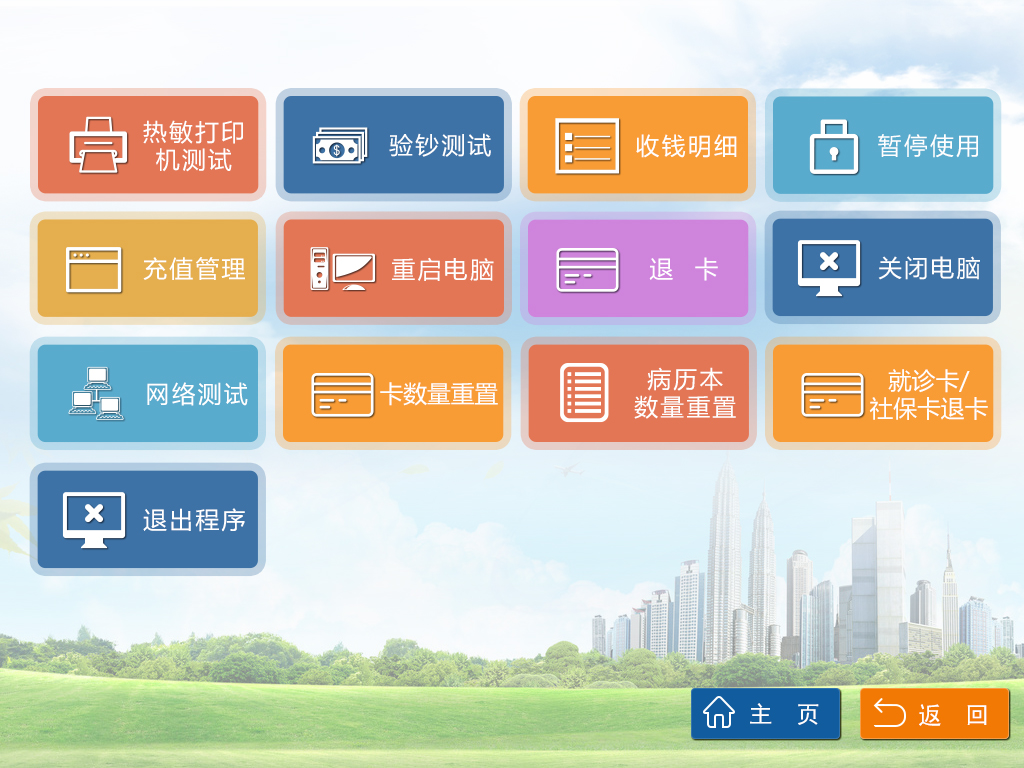 热敏打印
机测试
验钞测试
收钱明细
暂停使用
充值管理
重启电脑
退 卡
关闭电脑
网络测试
卡数量重置
病历本
数量重置
就诊卡/
社保卡退卡
退出程序
主 页
返 回